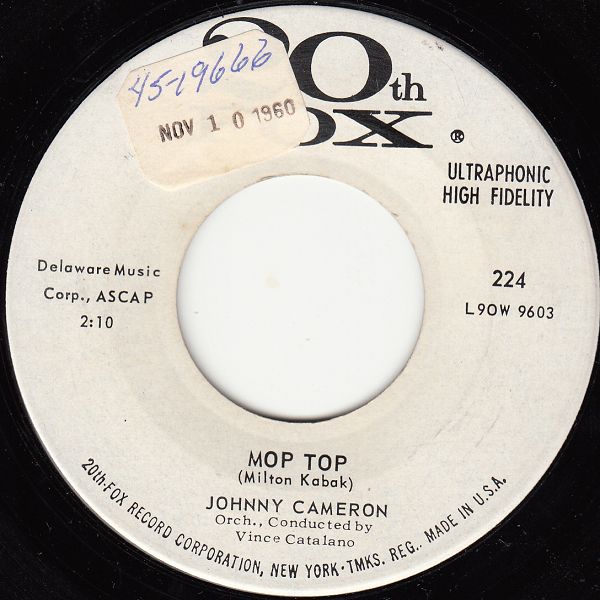 45-19666
NOV 10 1960
20th
FOX ®
ULTRAPHONIC
HIGH FIDELITY
Delaware Music
Corp., ASCAP
2:10
224
L9OW 9603
MOP TOP
(Milton Kabak)
JOHNNY CAMERON
Orch., Conducted by
Vince Catalano
20th-FOX RECORD CORPORATION, NEW YORK·TMKS. REG.. MADE IN U.S.A.